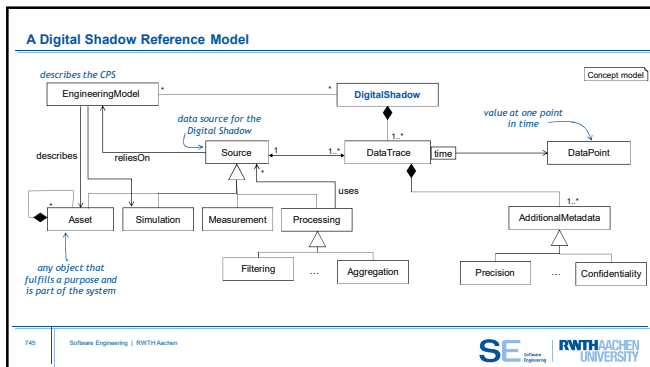 A Digital Shadow Reference Model
describes the CPS
Concept model
EngineeringModel
*
*
DigitalShadow
value at one point
in time
data source for the
Digital Shadow
1..*
describes
reliesOn
Source
1
1..*
DataTrace
time
DataPoint
*
uses
*
Asset
Simulation
Measurement
Processing
1..*
AdditionalMetadata
any object that
fulfills a purpose and
is part of the system
Filtering
...
Aggregation
Precision
...
Confidentiality
745
Software Engineering | RWTH Aachen
SE Software
Engineering
RWTHAACHEN
UNIVERSITY